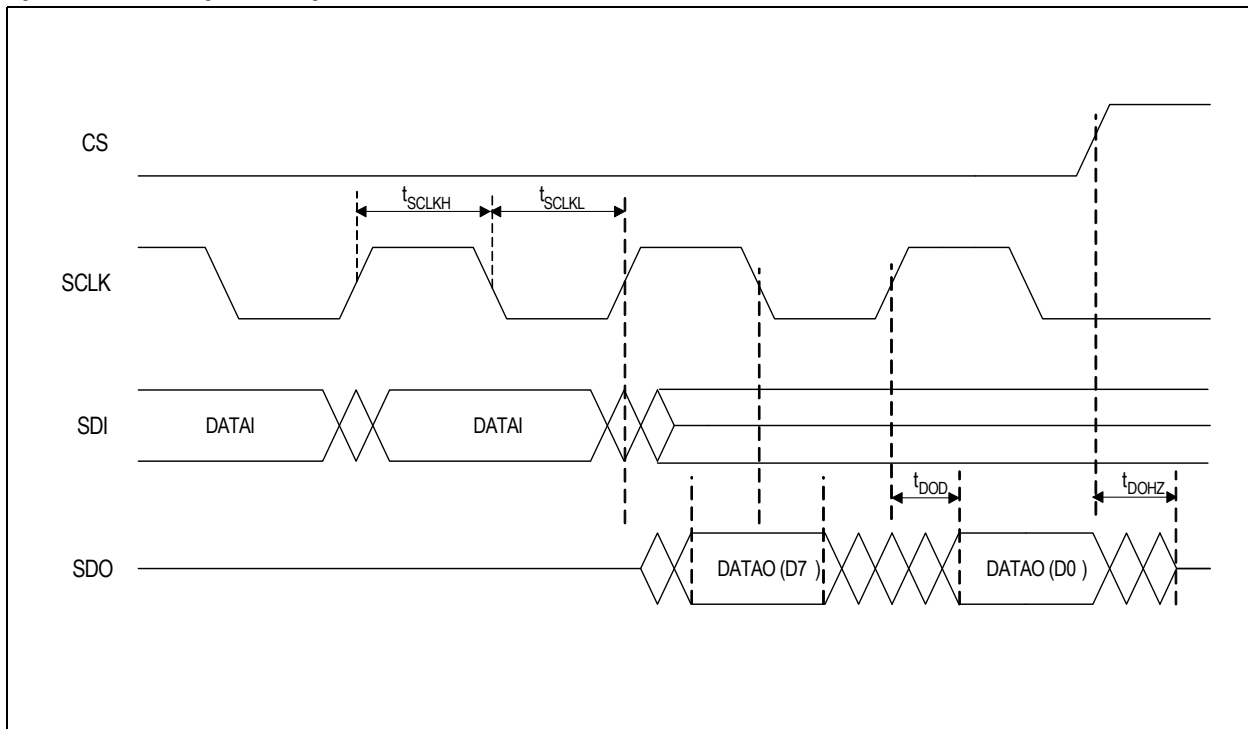 CS
tSCLKH
tSCLKL
SCLK
SDI
DATAI
DATAI
tDOD
tDOHZ
SDO
DATAO (D7 )
DATAO (D0 )